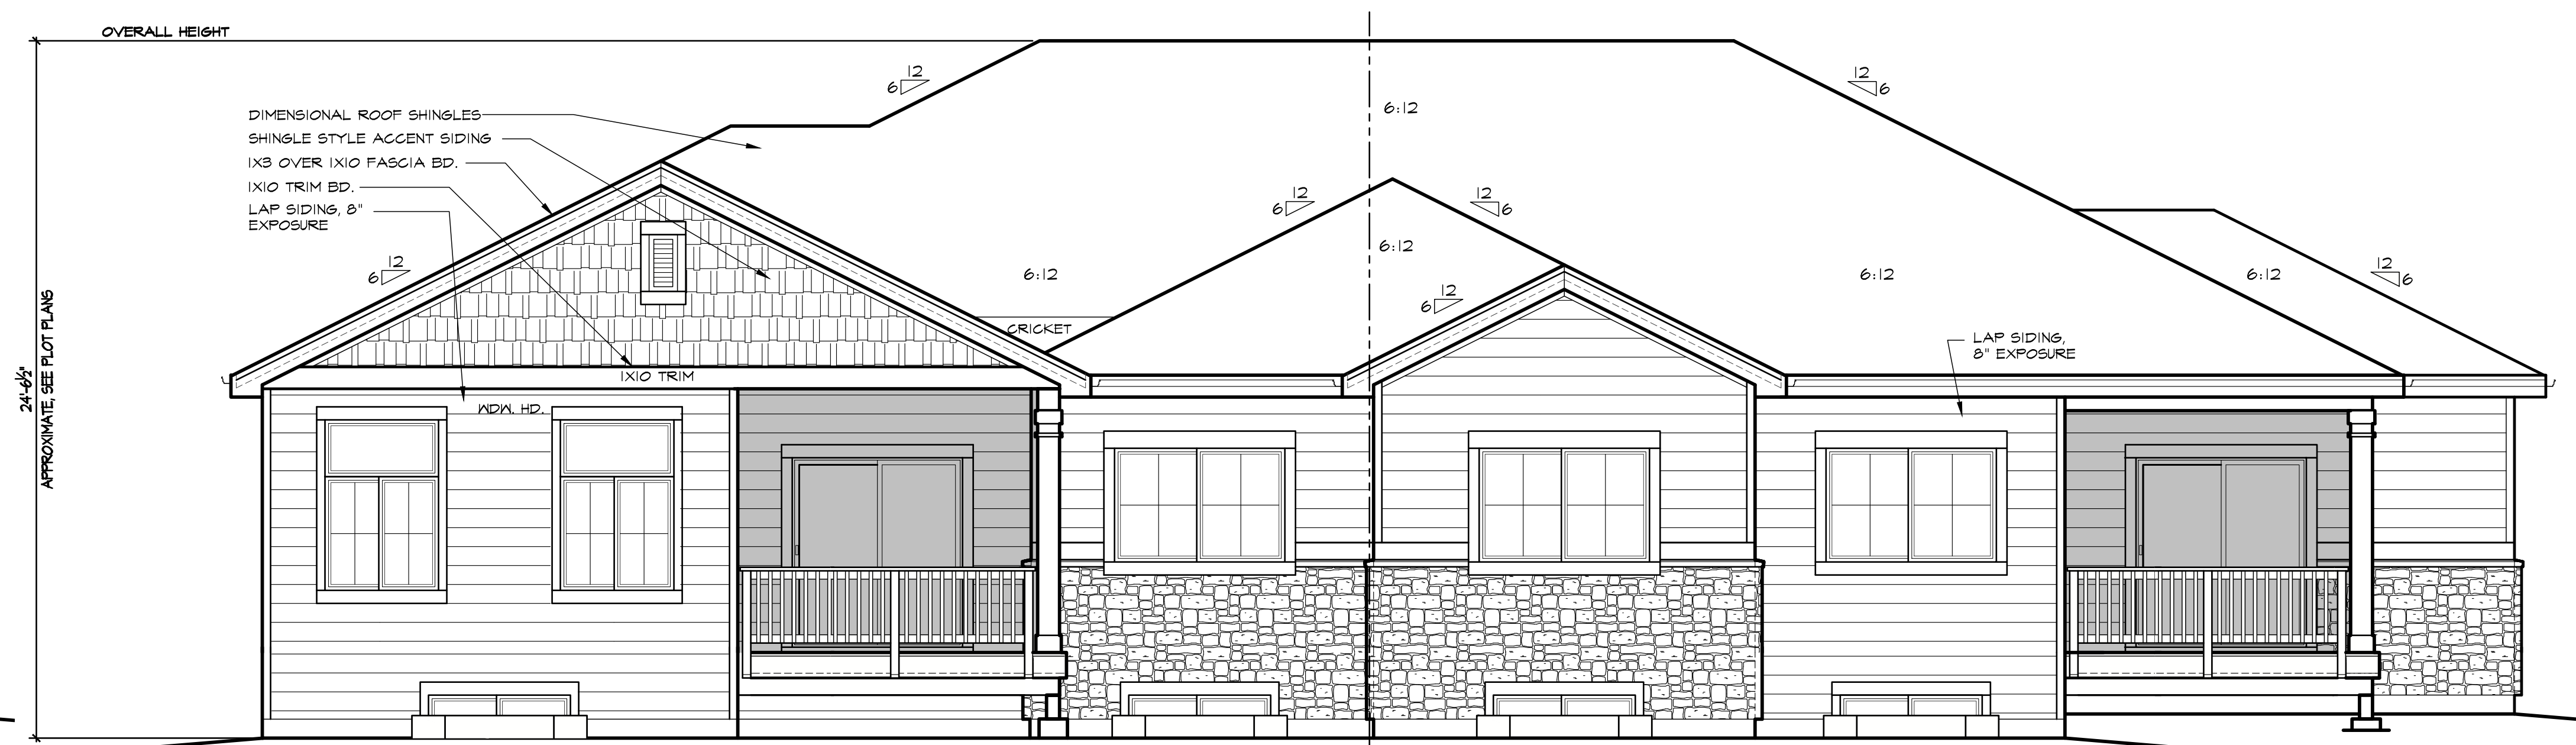 OVERALL HEIGHT
12
6
12
6
6:12
DIMENSIONAL ROOF SHINGLES
SHINGLE STYLE ACCENT SIDING
1X3 OVER 1X10 FASCIA BD.
1X10 TRIM BD.
LAP SIDING, 8"
EXPOSURE
12
6
12
6
6:12
12
6
6:12
12
6
6:12
6:12
12
6
12
6
CRICKET
LAP SIDING,
8" EXPOSURE
1X10 TRIM
WDW. HD.
24'-6½"
APPROXIMATE, SEE PLOT PLANS